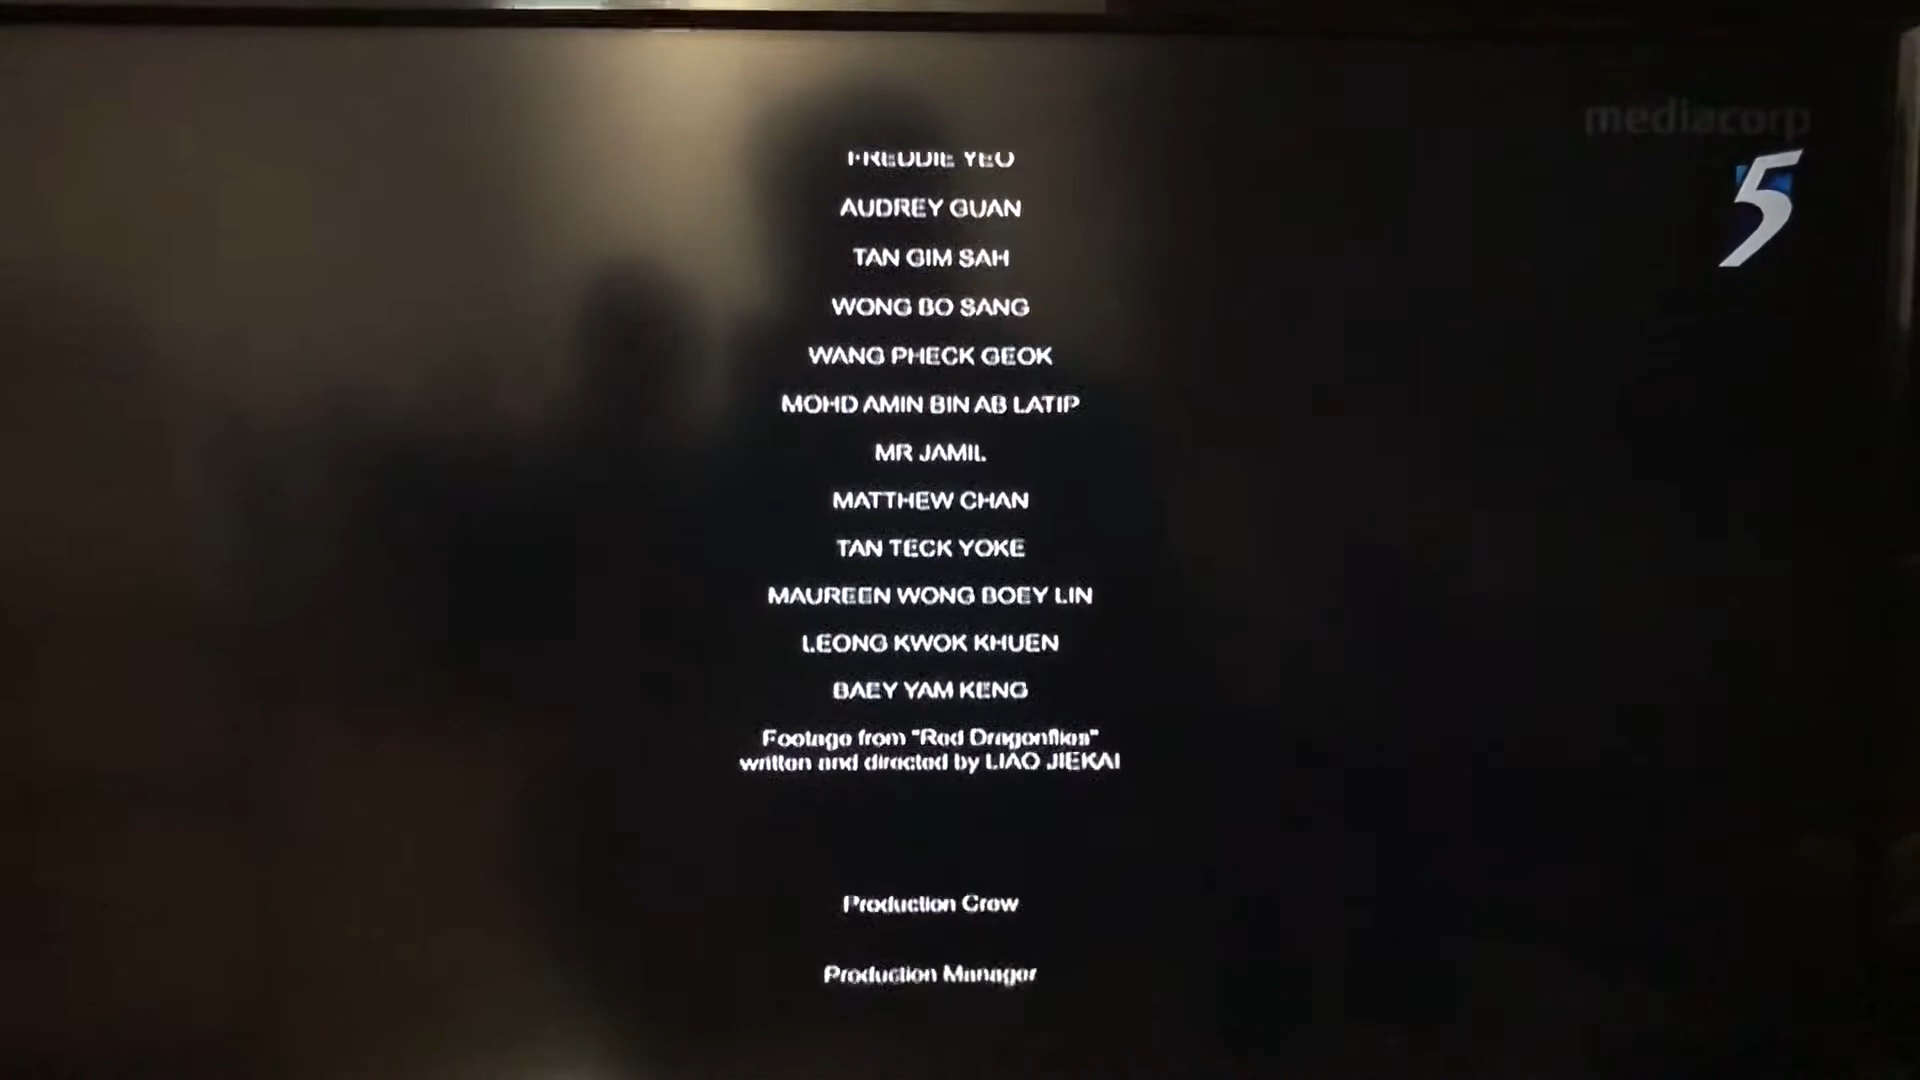 mediacorp
5
FREDDIE YEO
AUDREY GUAN
TAN GIM SAH
WONG BO SANG
WANG PHECK GEOK
MOHD AMIN BIN AB LATIP
MR JAMIL
MATTHEW CHAN
TAN TECK YOKE
MAUREEN WONG BOEY LIN
LEONG KWOK KHUEN
BAEY YAM KENG
Footage from "Red Dragonflies"
written and directed by LIAO JIEKAI
Production Crew
Production Manager